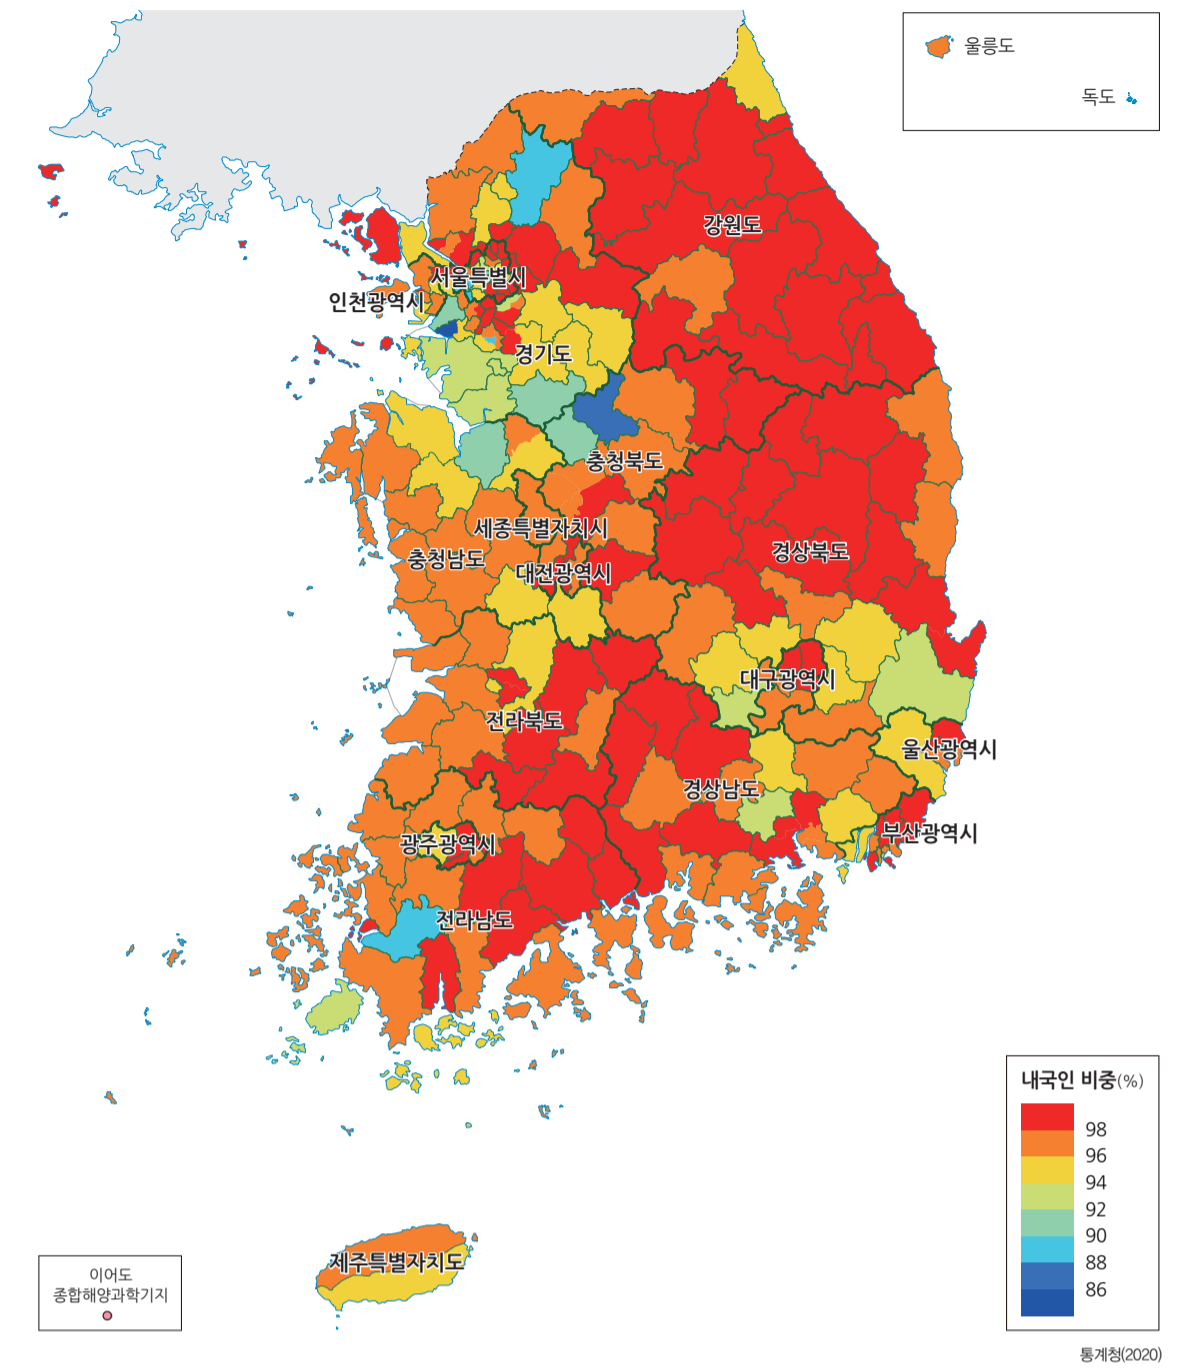 울릉도
독도
강원도
서울특별시
인천광역시
경기도
충청북도
세종특별자치시
충청남도
대전광역시
경상북도
대구광역시
전라북도
울산광역시
경상남도
부산광역시
광주광역시
전라남도
제주특별자치도
내국인 비중(%)
98
96
94
92
90
88
86
이어도
종합해양과학기지
통계청(2020)